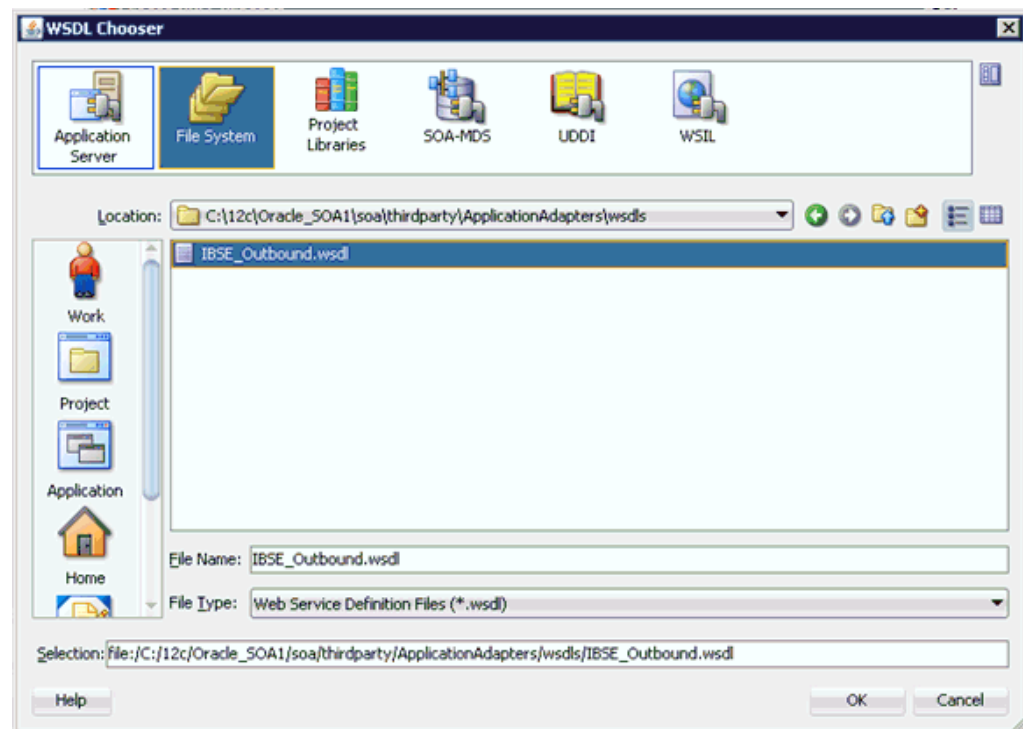 WSDL Chooser
Application
Server
File System
Project
Libraries
SOA-MDS
UDDI
WSIL
Location: C:\12c\Oracle_SOA1\soa\thirdparty\ApplicationAdapters\wsdls
IBSE_Outbound.wsdl
Work
Project
Application
Home
File Name: IBSE_Outbound.wsdl
File Type: Web Service Definition Files (*.wsdl)
Selection: file:/C:/12c/Oracle_SOA1/soa/thirdparty/ApplicationAdapters/wsdls/IBSE_Outbound.wsdl
Help
OK
Cancel